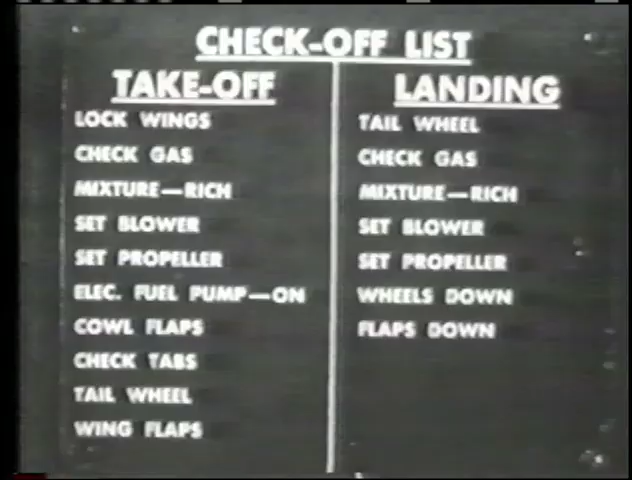 CHECK-OFF LIST
TAKE-OFF
LOCK WINGS
CHECK GAS
MIXTURE—RICH
SET BLOWER
SET PROPELLER
ELEC. FUEL PUMP—ON
COWL FLAPS
CHECK TABS
TAIL WHEEL
WING FLAPS
LANDING
TAIL WHEEL
CHECK GAS
MIXTURE—RICH
SET BLOWER
SET PROPELLER
WHEELS DOWN
FLAPS DOWN